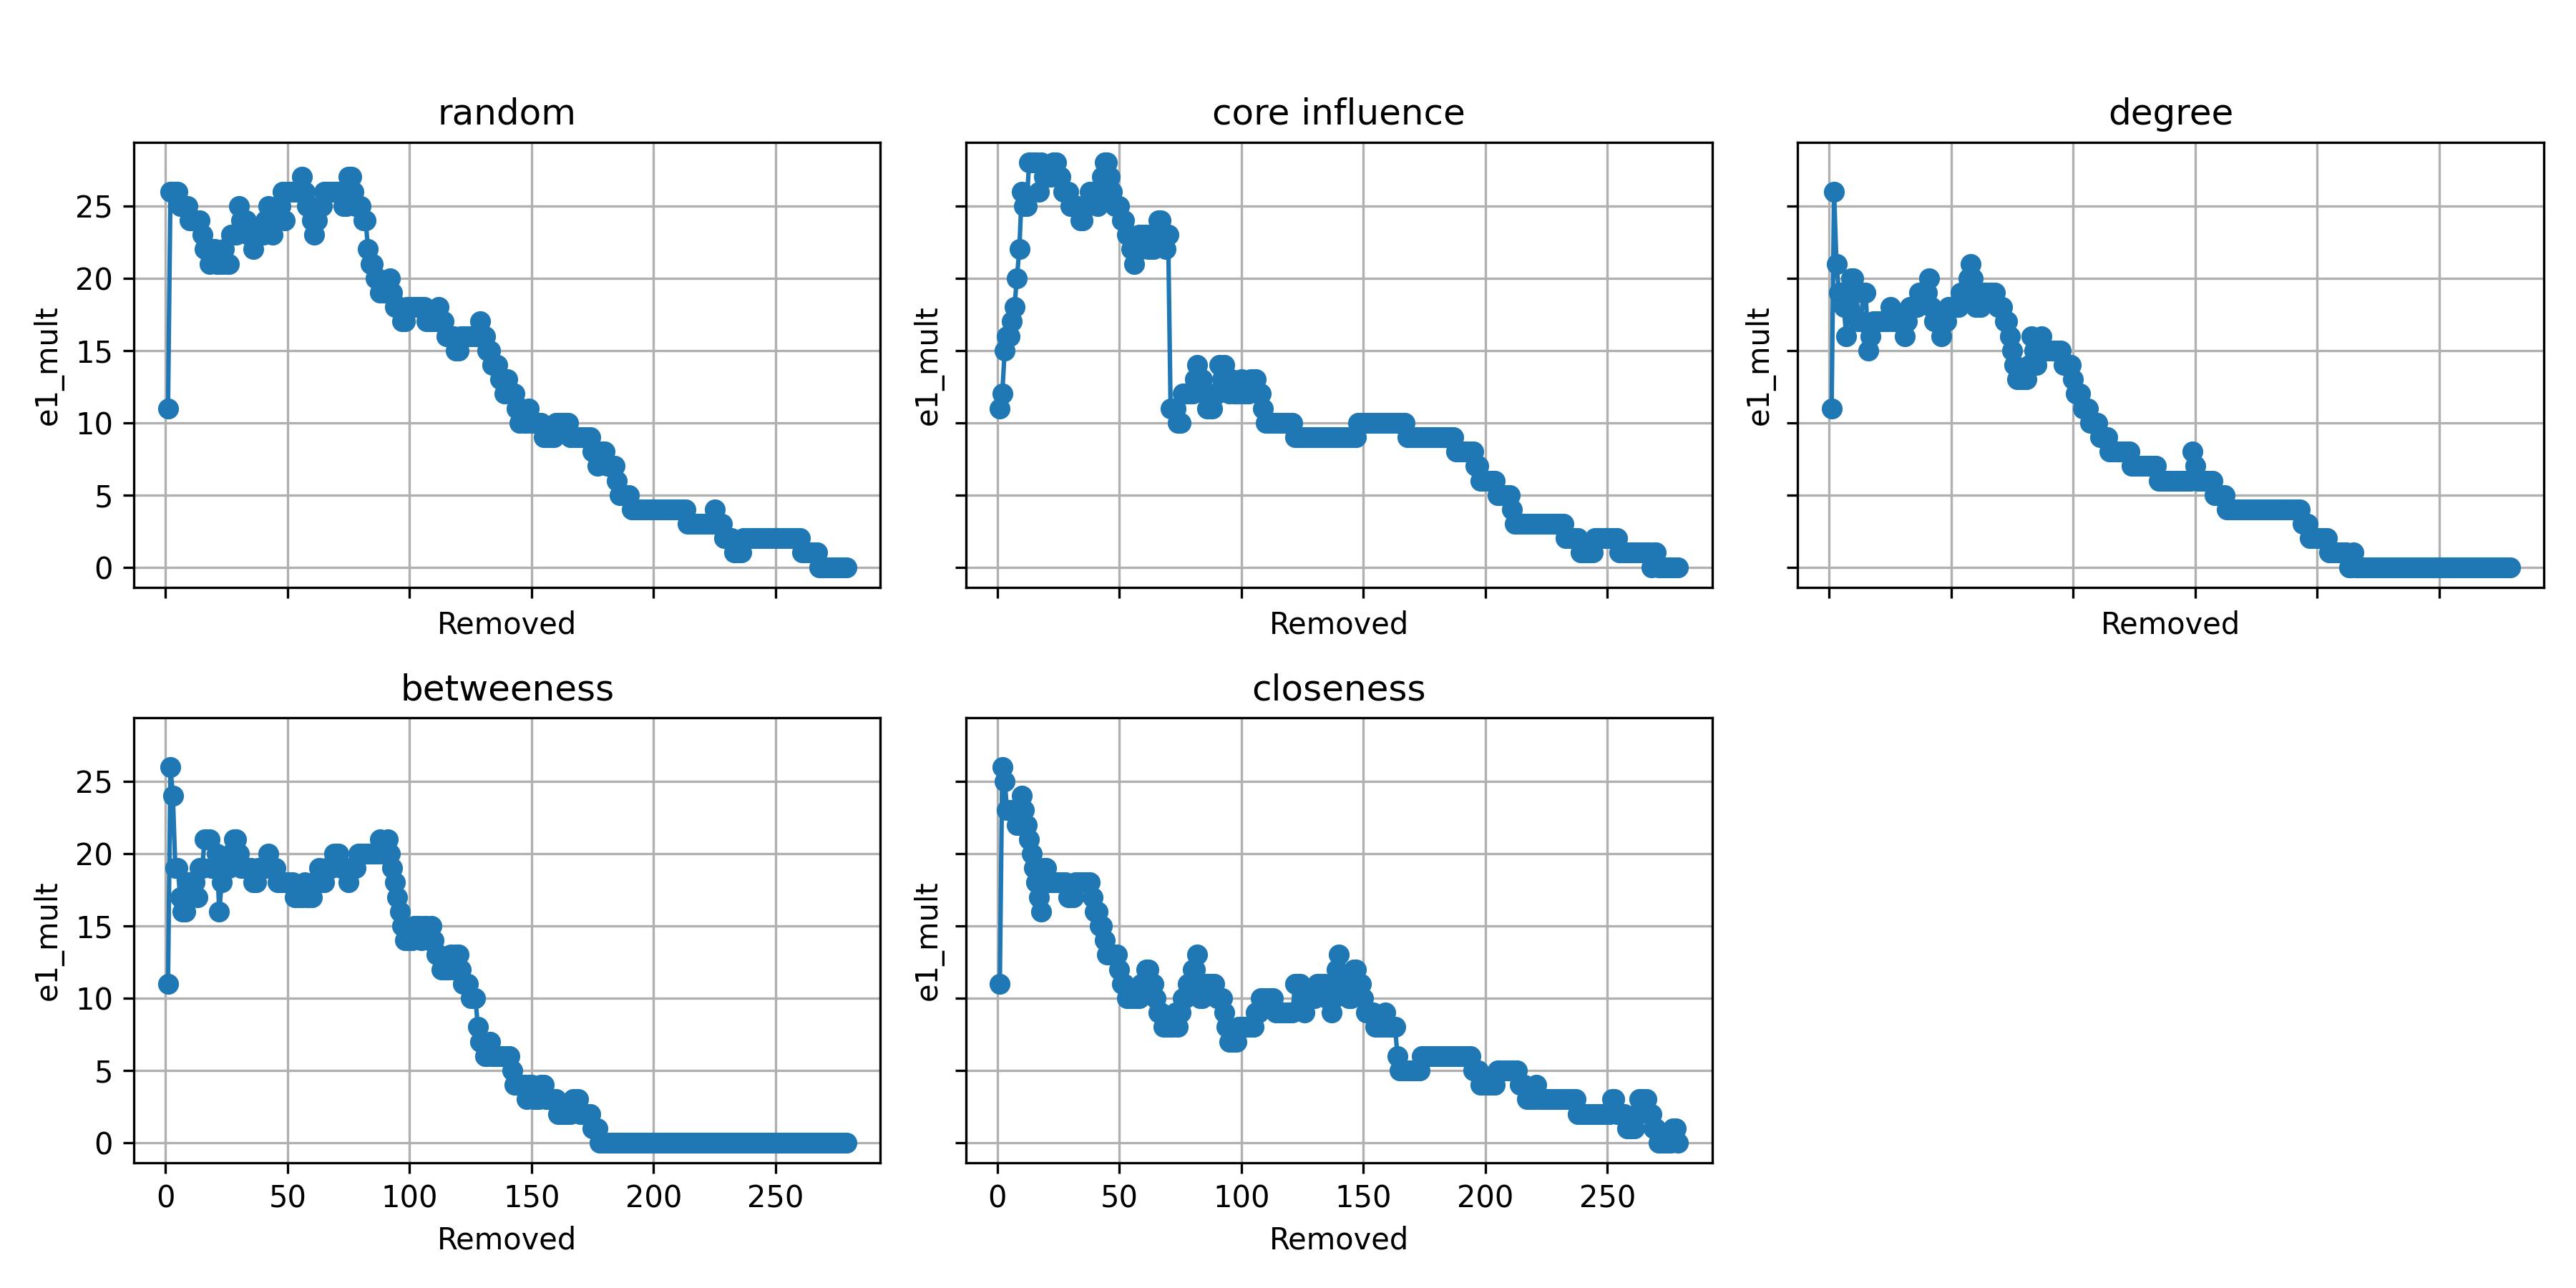 random
core influence
degree
25
20
15
10
5
0
e1_mult
e1_mult
e1_mult
Removed
Removed
Removed
betweeness
closeness
25
20
15
10
5
0
e1_mult
e1_mult
0 50 100 150 200 250
0 50 100 150 200 250
Removed
Removed